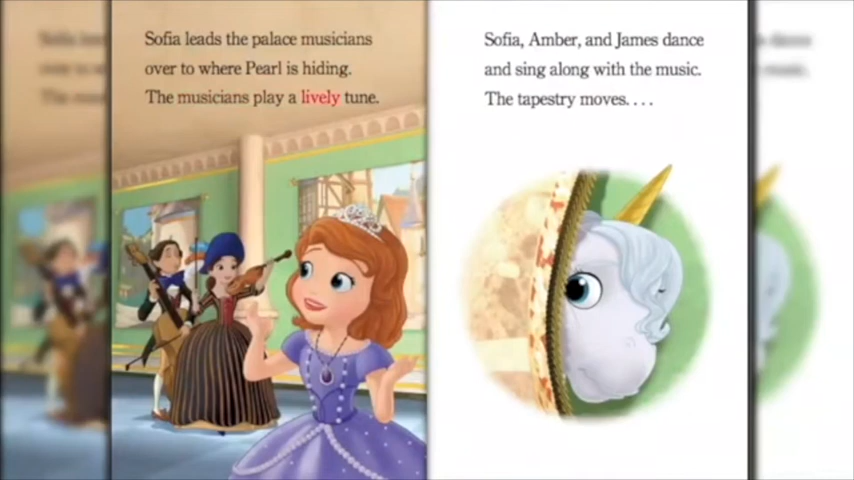 Sofia leads the palace musicians
over to where Pearl is hiding.
The musicians play a lively tune.
Sofia, Amber, and James dance
and sing along with the music.
The tapestry moves. . . .